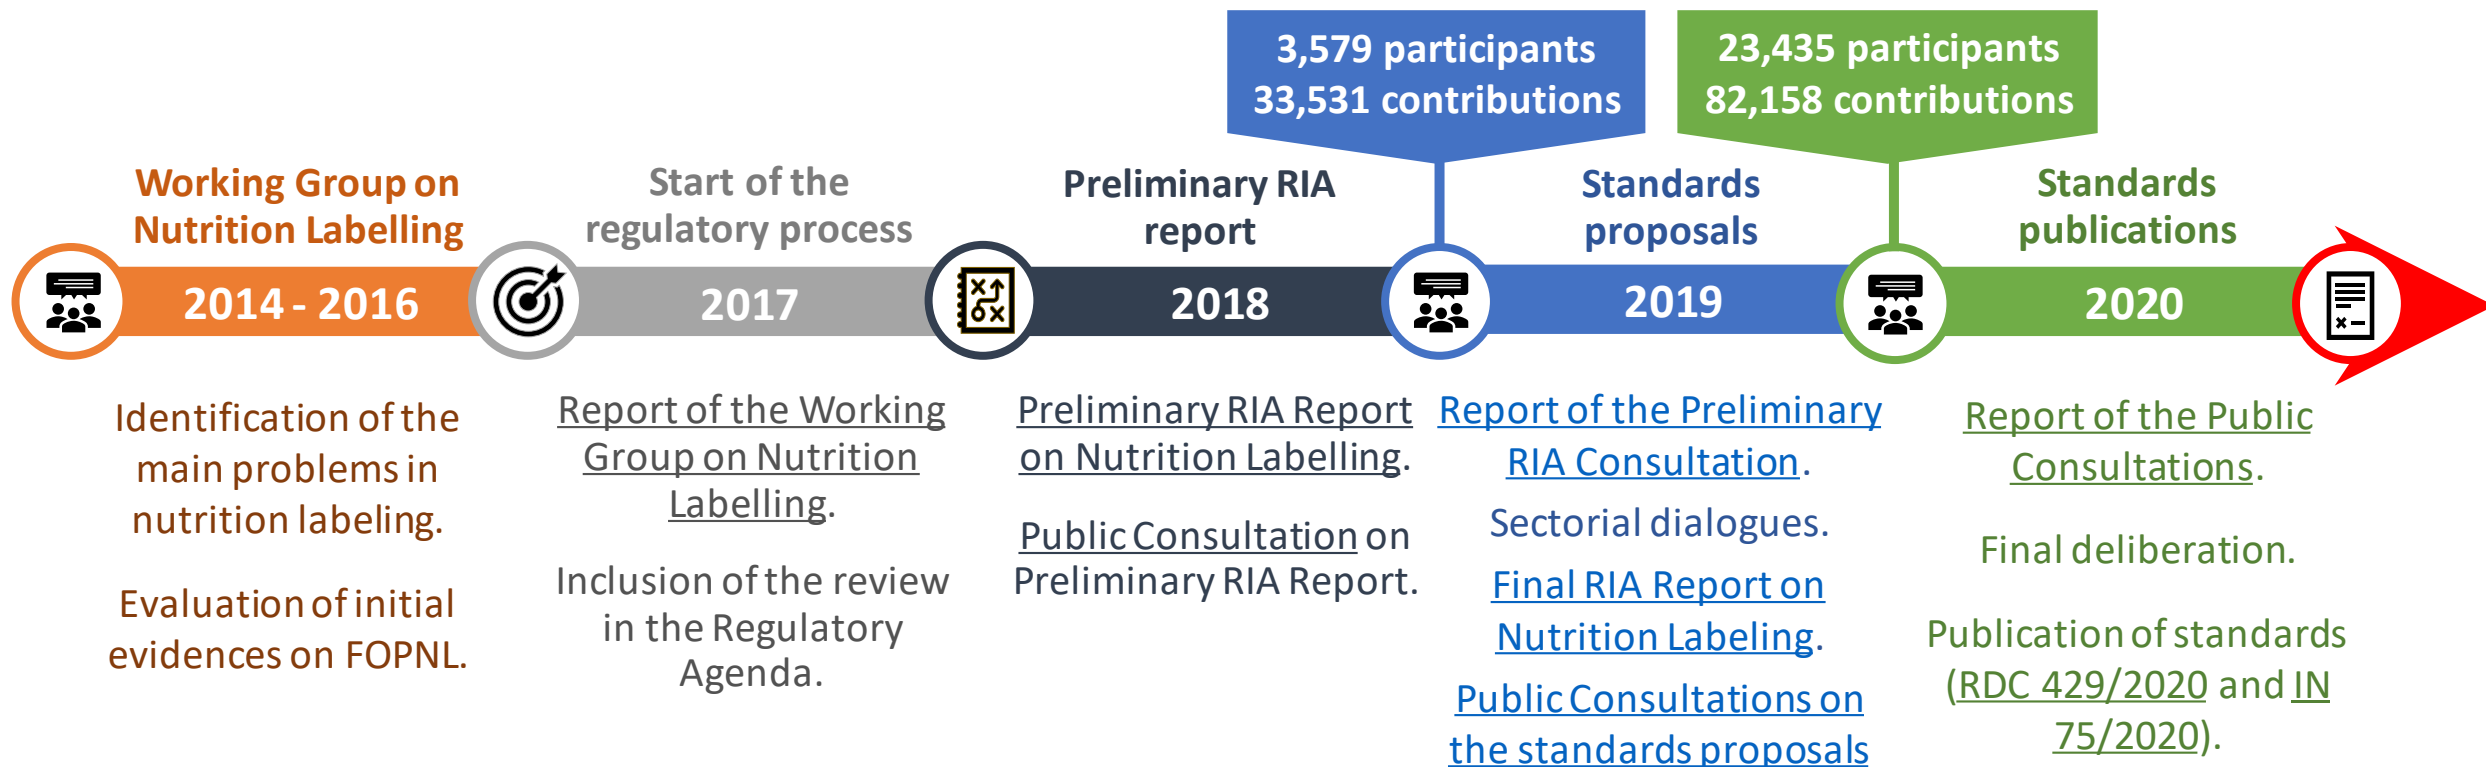 3,579 participants
33,531 contributions
23,435 participants
82,158 contributions
Working Group on
Nutrition Labelling
2014 - 2016
Identification of the
main problems in
nutrition labeling.
Evaluation of initial
evidences on FOPNL.
Start of the
regulatory process
2017
Report of the Working
Group on Nutrition
Labelling.
Inclusion of the review
in the Regulatory
Agenda.
Preliminary RIA
report
2018
Preliminary RIA Report
on Nutrition Labelling.
Public Consultation on
Preliminary RIA Report.
Standards
proposals
2019
Report of the Preliminary
RIA Consultation.
Sectorial dialogues.
Final RIA Report on
Nutrition Labeling.
Public Consultations on
the standards proposals
Standards
publications
2020
Report of the Public
Consultations.
Final deliberation.
Publication of standards
(RDC 429/2020 and IN
75/2020).